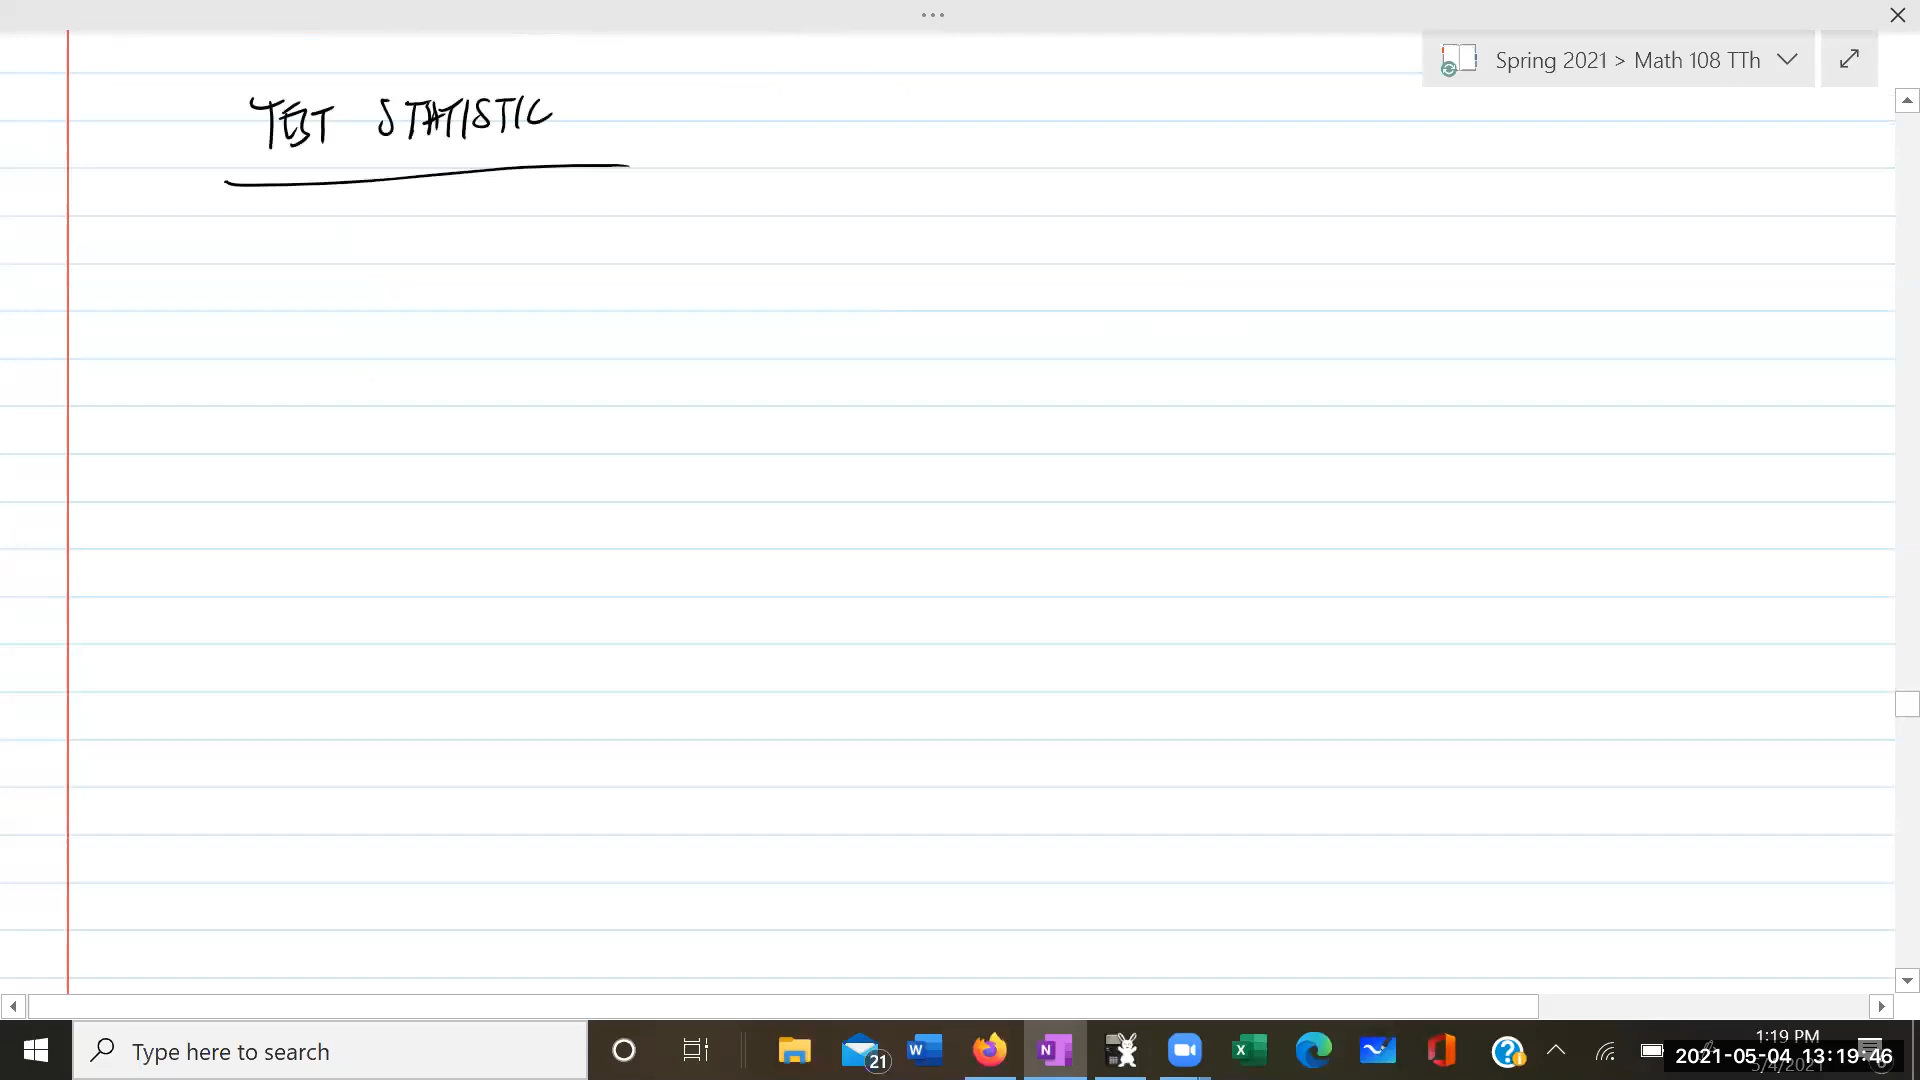 Spring 2021 > Math 108 TTh
TEST STATISTIC
Type here to search
21
1:19 PM
2021-05-04 13:19:46